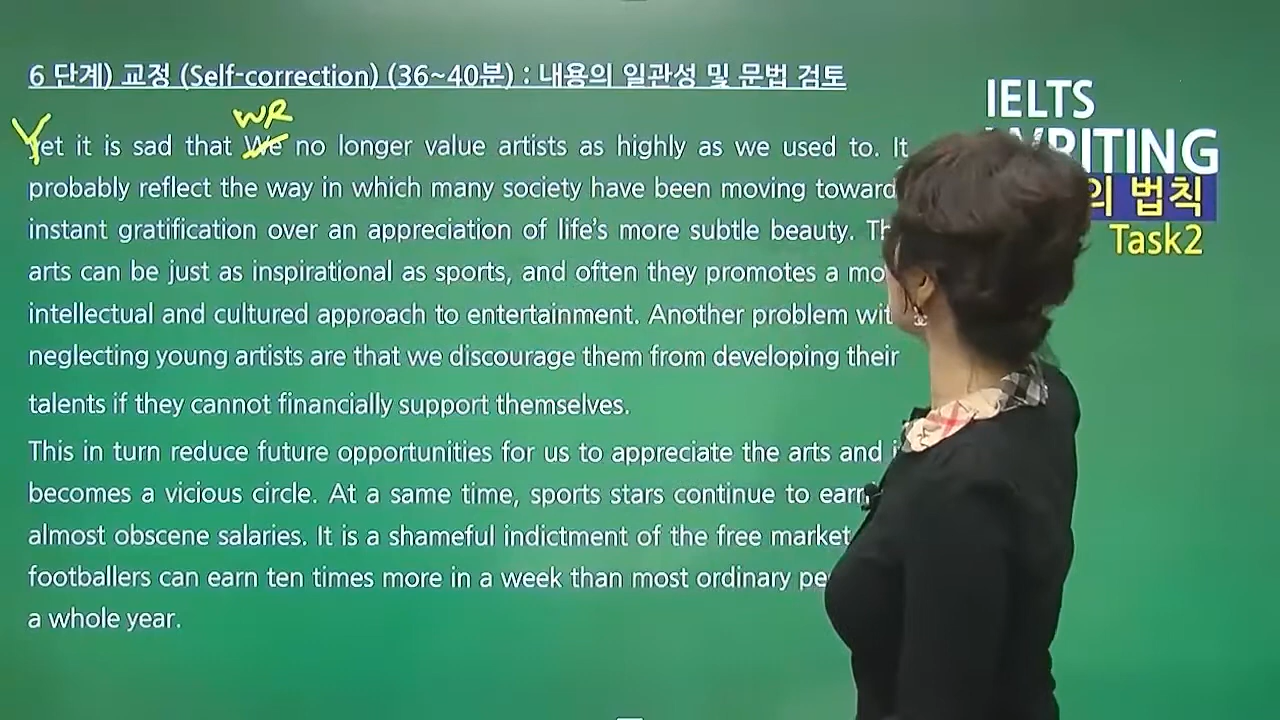 6 단계) 교정 (Self-correction) (36~40분) : 내용의 일관성 및 문법 검토
WR
Yet it is sad that We no longer value artists as highly as we used to. It
probably reflect the way in which many society have been moving toward
instant gratification over an appreciation of life's more subtle beauty.
arts can be just as inspirational as sports, and often they promotes a
intellectual and cultured approach to entertainment. Another problem
neglecting young artists are that we discourage them from developing their
talents if they cannot financially support themselves.
This in turn reduce future opportunities for us to appreciate the arts and
becomes a vicious circle. At a same time, sports stars continue to earn
almost obscene salaries. It is a shameful indictment of the free market
footballers can earn ten times more in a week than most ordinary
a whole year.
IELTS
WRITING
의 법칙
Task2